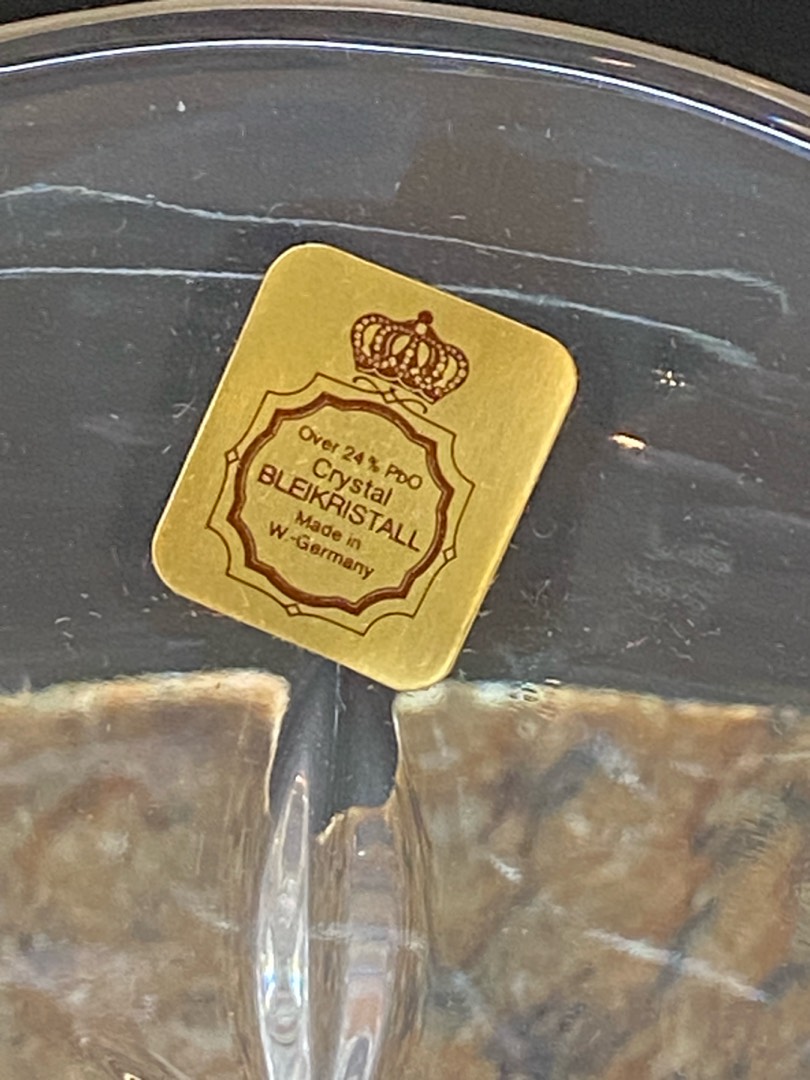 Over 24% PbO
Crystal
BLEIKRISTALL
Made in
W.-Germany